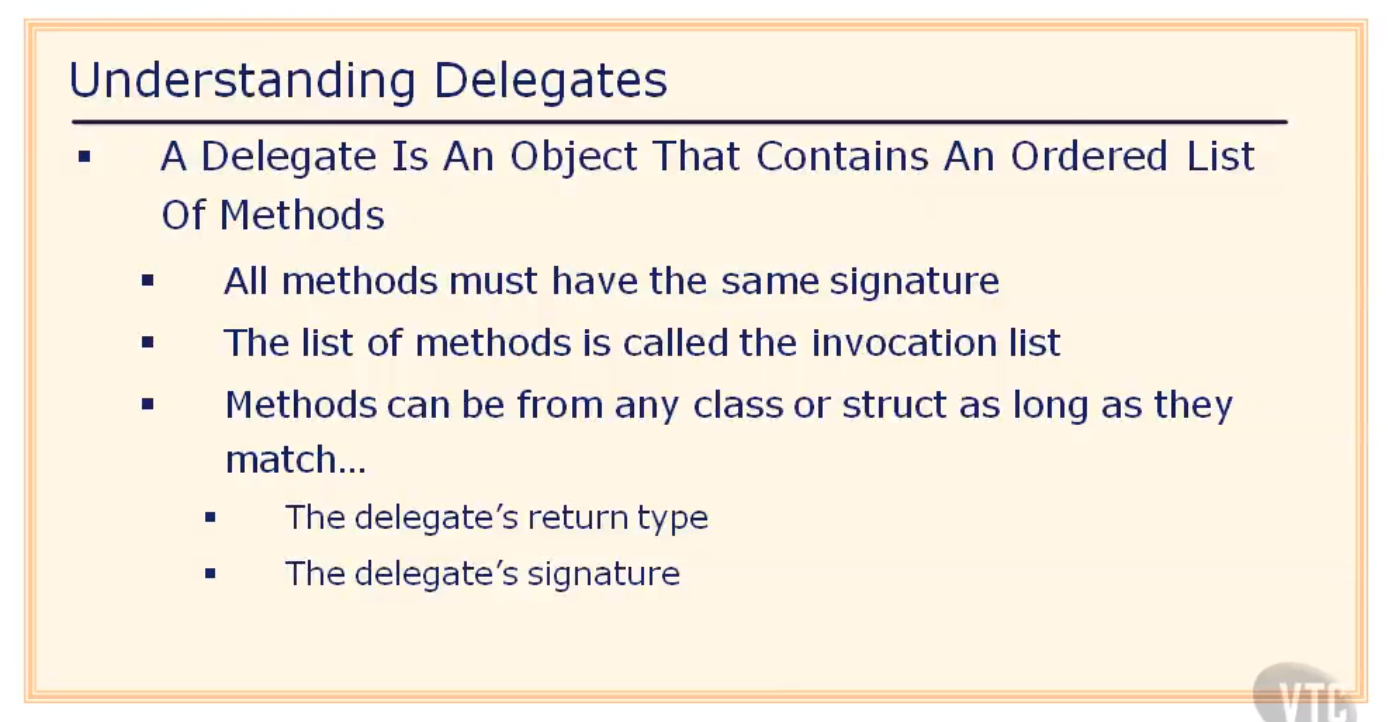 Understanding Delegates
▪ A Delegate Is An Object That Contains An Ordered List
Of Methods
▪ All methods must have the same signature
▪ The list of methods is called the invocation list
▪ Methods can be from any class or struct as long as they
match...
▪ The delegate's return type
▪ The delegate's signature
VTC